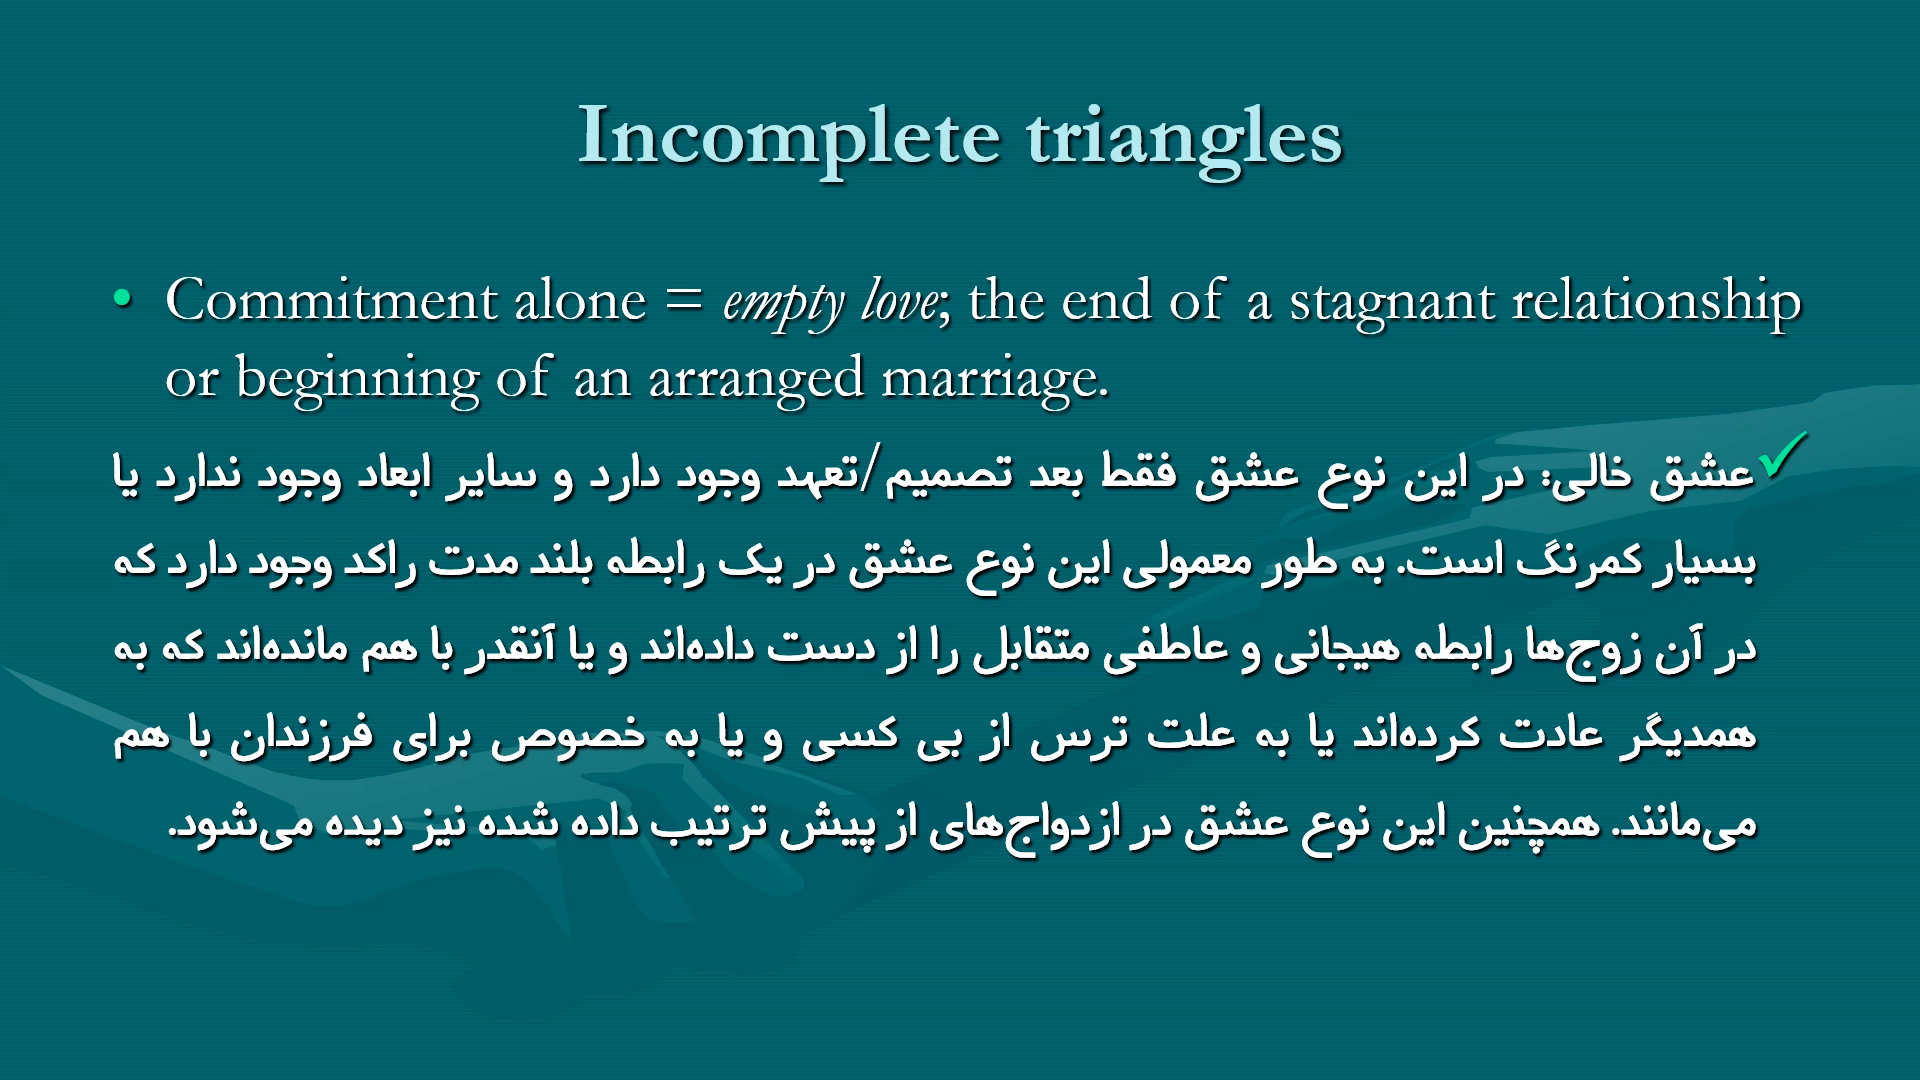 Incomplete triangles
• Commitment alone = empty love; the end of a stagnant relationship
or beginning of an arranged marriage.
✓ عشق خالی: در این نوع عشق فقط بعد تصمیم/تعهد وجود دارد و سایر ابعاد وجود ندارد یا
بسیار کمرنگ است. به طور معمولی این نوع عشق در یک رابطه بلند مدت راکد وجود دارد که
در آن زوج‌ها رابطه هیجانی و عاطفی متقابل را از دست داده‌اند و یا آنقدر با هم مانده‌اند که به
همدیگر عادت کرده‌اند یا به علت ترس از بی کسی و یا به خصوص برای فرزندان با هم
می‌مانند. همچنین این نوع عشق در ازدواج‌های از پیش ترتیب داده شده نیز دیده می‌شود.